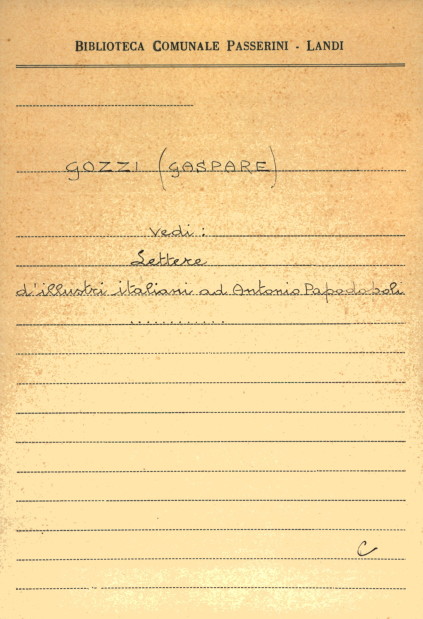 BIBLIOTECA COMUNALE PASSERINI - LANDI
GOZZI (GASPARE)
Vedi:
Lettere
d'illustri italiani ad Antonio Papadopoli
............
C